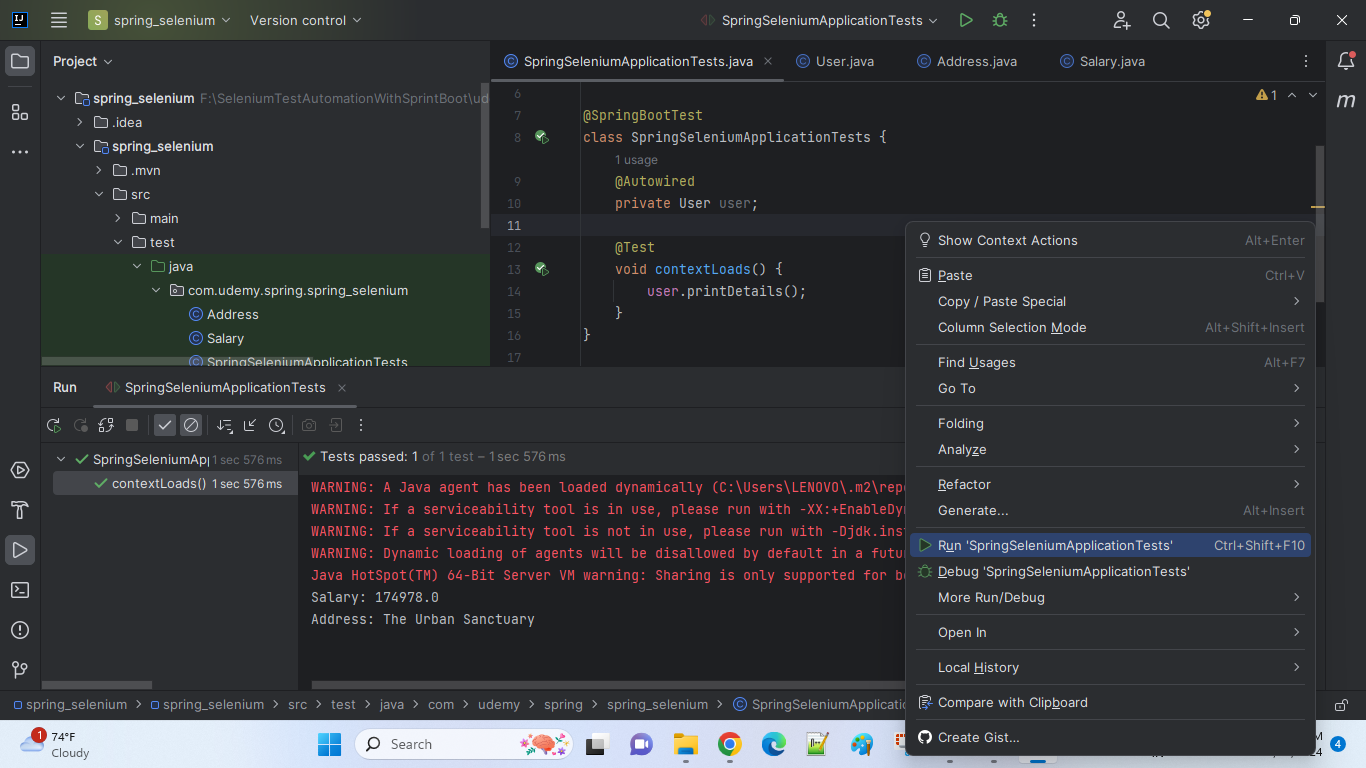 S spring_selenium Version control SpringSeleniumApplicationTests
Project
spring_selenium F:\SeleniumTestAutomationWithSprintBoot\ud
.idea
spring_selenium
.mvn
src
main
test
java
com.udemy.spring.spring_selenium
Address
Salary
SpringSeleniumApplicationTests
SpringSeleniumApplicationTests.java User.java Address.java Salary.java
1
6
7 @SpringBootTest
8 class SpringSeleniumApplicationTests {
1 usage
9 @Autowired
10 private User user;
11
12 @Test
13 void contextLoads() {
14 user.printDetails();
15 }
16 }
17
Show Context Actions Alt+Enter
Paste Ctrl+V
Copy / Paste Special
Column Selection Mode Alt+Shift+Insert
Find Usages Alt+F7
Go To
Folding
Analyze
Refactor
Generate... Alt+Insert
Run 'SpringSeleniumApplicationTests' Ctrl+Shift+F10
Debug 'SpringSeleniumApplicationTests'
More Run/Debug
Open In
Local History
Compare with Clipboard
Create Gist...
Run SpringSeleniumApplicationTests
SpringSeleniumAp 1 sec 576 ms
contextLoads() 1 sec 576 ms
Tests passed: 1 of 1 test – 1 sec 576 ms
WARNING: A Java agent has been loaded dynamically (C:\Users\LENOVO\.m2\rep
WARNING: If a serviceability tool is in use, please run with -XX:+EnableDy
WARNING: If a serviceability tool is not in use, please run with -Djdk.ins
WARNING: Dynamic loading of agents will be disallowed by default in a futu
Java HotSpot(TM) 64-Bit Server VM warning: Sharing is only supported for b
Salary: 174978.0
Address: The Urban Sanctuary
spring_selenium spring_selenium src test java com udemy spring spring_selenium SpringSeleniumApplicatio
1 74°F
Cloudy
Search
4